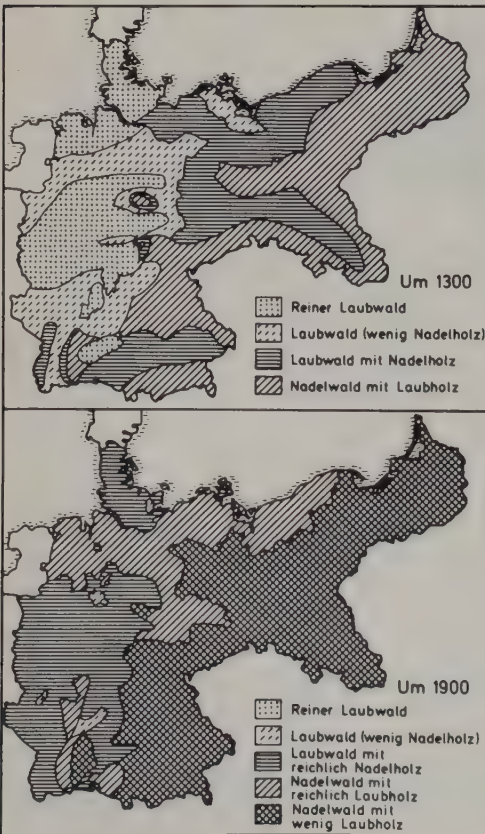 Um 1300
Reiner Laubwald
Laubwald (wenig Nadelholz)
Laubwald mit Nadelholz
Nadelwald mit Laubholz
Um 1900
Reiner Laubwald
Laubwald (wenig Nadelholz)
Laubwald mit
reichlich Nadelholz
Nadelwald mit
reichlich Laubholz
Nadelwald mit
wenig Laubholz